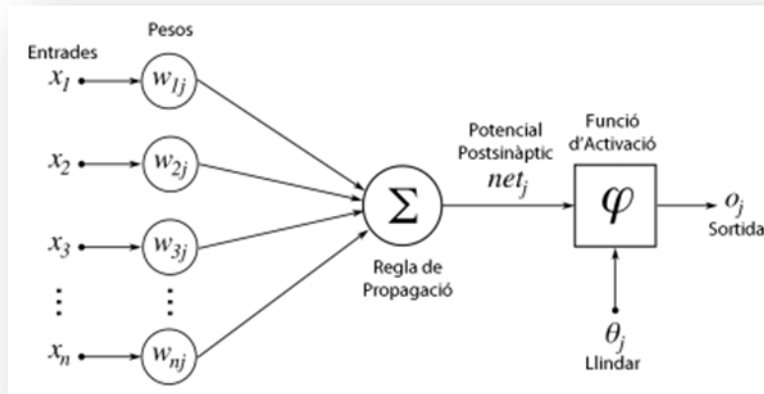 Pesos
Entrades
x1
w1j
x2
w2j
x3
w3j
⋮
⋮
xn
wnj
Σ
Regla de
Propagació
Potencial
Postsinàptic
netj
Funció
d'Activació
φ
oj
Sortida
θj
Llindar